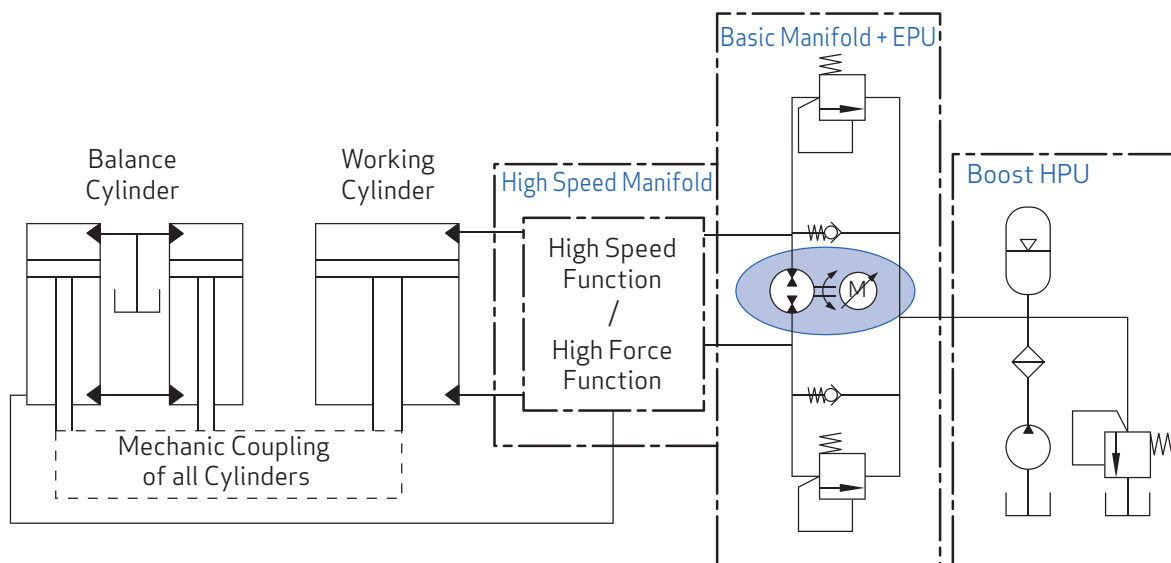 Basic Manifold + EPU
Balance
Cylinder
Working
Cylinder
High Speed Manifold
Boost HPU
High Speed
Function
/
High Force
Function
M
Mechanic Coupling
of all Cylinders